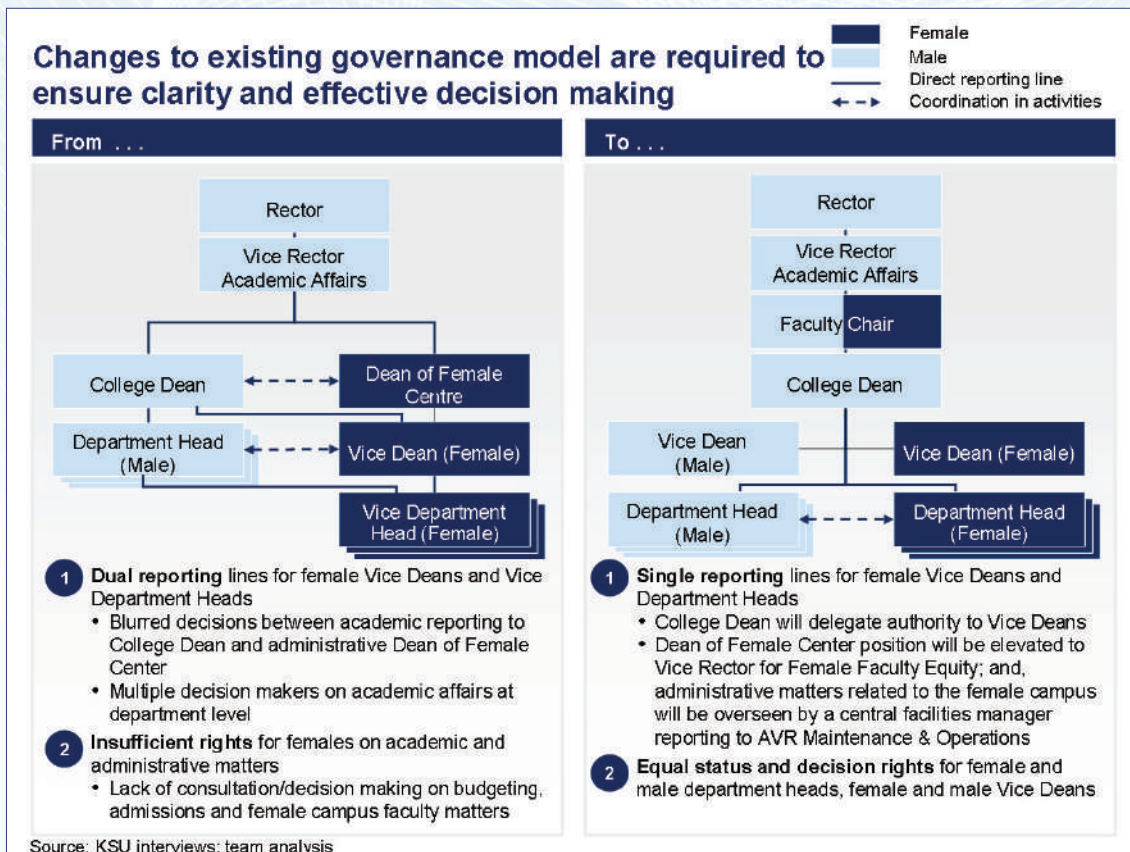 Changes to existing governance model are required to
ensure clarity and effective decision making
Female
Male
Direct reporting line
Coordination in activities
From ...
Rector
Vice Rector
Academic Affairs
College Dean
Dean of Female
Centre
Department Head
(Male)
Vice Dean (Female)
Vice Department
Head (Female)
1 Dual reporting lines for female Vice Deans and Vice
Department Heads
• Blurred decisions between academic reporting to
College Dean and administrative Dean of Female
Center
• Multiple decision makers on academic affairs at
department level
2 Insufficient rights for females on academic and
administrative matters
• Lack of consultation/decision making on budgeting,
admissions and female campus faculty matters
To ...
Rector
Vice Rector
Academic Affairs
Faculty Chair
College Dean
Vice Dean
(Male)
Vice Dean (Female)
Department Head
(Male)
Department Head
(Female)
1 Single reporting lines for female Vice Deans and
Department Heads
• College Dean will delegate authority to Vice Deans
• Dean of Female Center position will be elevated to
Vice Rector for Female Faculty Equity; and,
administrative matters related to the female campus
will be overseen by a central facilities manager
reporting to AVR Maintenance & Operations
2 Equal status and decision rights for female and
male department heads, female and male Vice Deans
Source: KSU interviews; team analysis